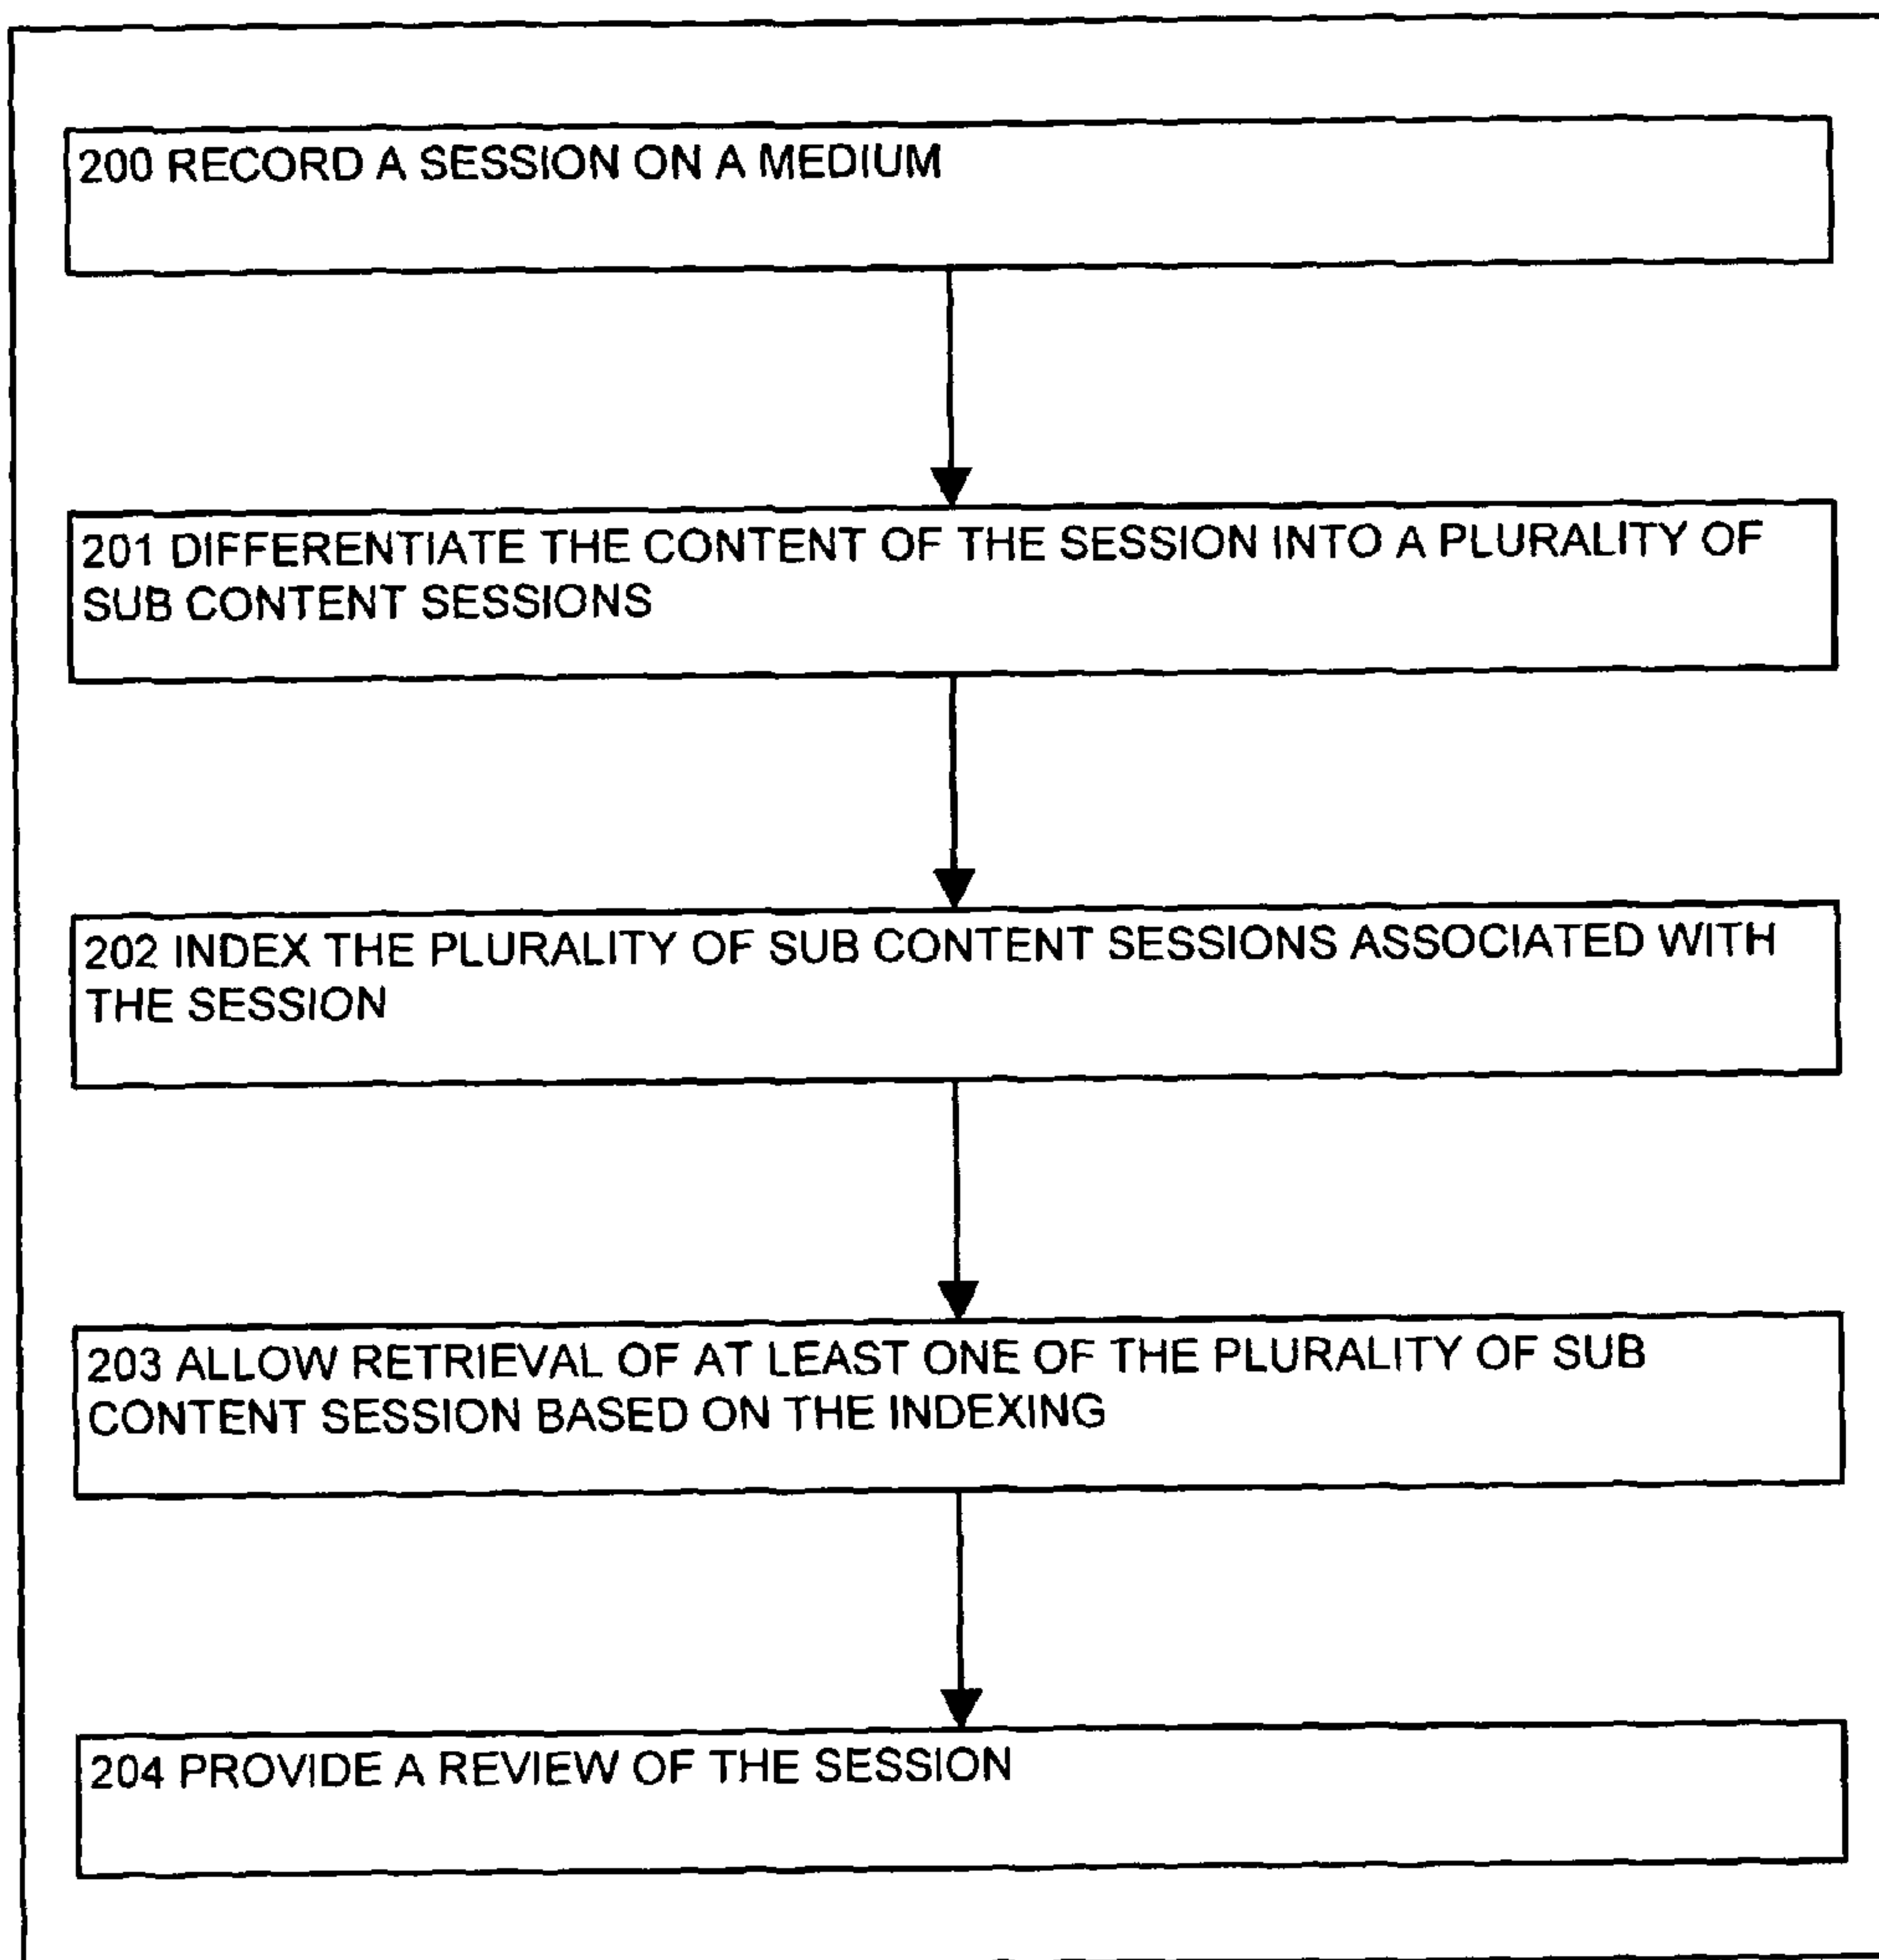 200 RECORD A SESSION ON A MEDIUM
201 DIFFERENTIATE THE CONTENT OF THE SESSION INTO A PLURALITY OF
SUB CONTENT SESSIONS
202 INDEX THE PLURALITY OF SUB CONTENT SESSIONS ASSOCIATED WITH
THE SESSION
203 ALLOW RETRIEVAL OF AT LEAST ONE OF THE PLURALITY OF SUB
CONTENT SESSION BASED ON THE INDEXING
204 PROVIDE A REVIEW OF THE SESSION